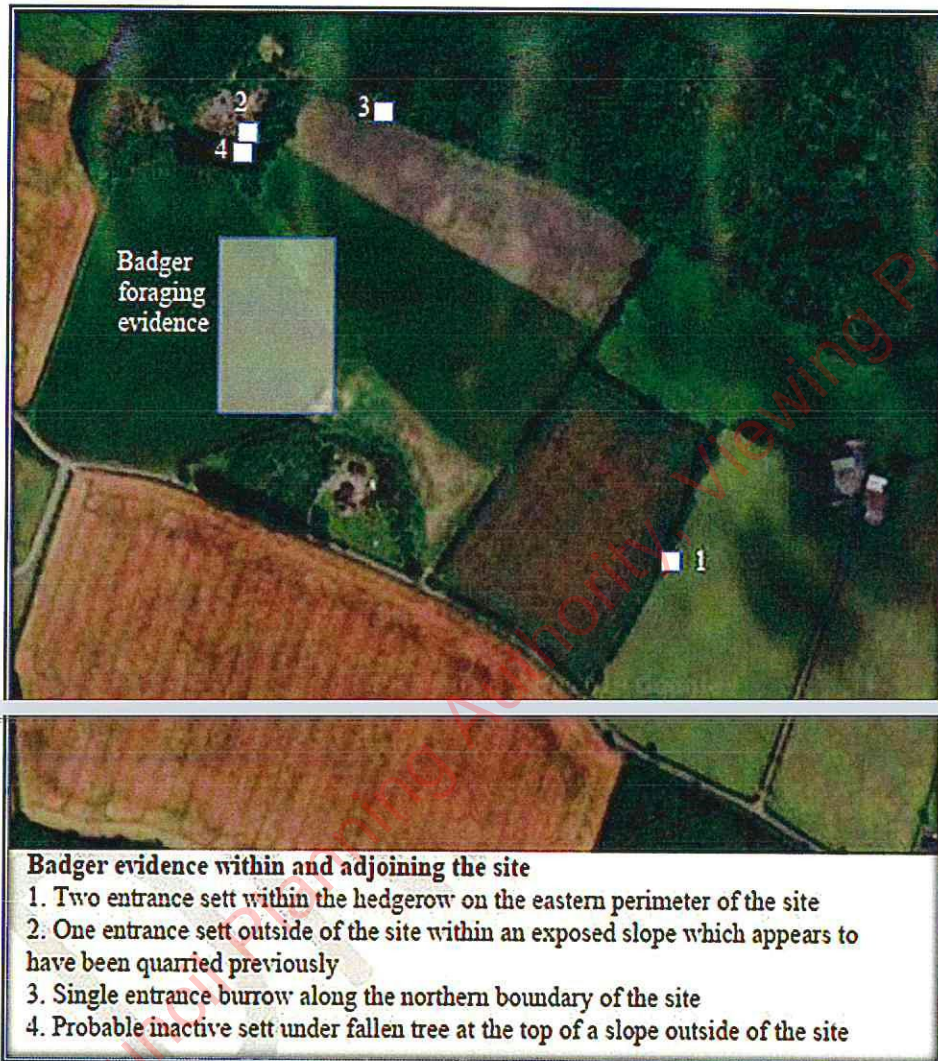 2
3
4
Badger
foraging
evidence
1
Badger evidence within and adjoining the site
1. Two entrance sett within the hedgerow on the eastern perimeter of the site
2. One entrance sett outside of the site within an exposed slope which appears to
have been quarried previously
3. Single entrance burrow along the northern boundary of the site
4. Probable inactive sett under fallen tree at the top of a slope outside of the site
Planning Authority, Viewing